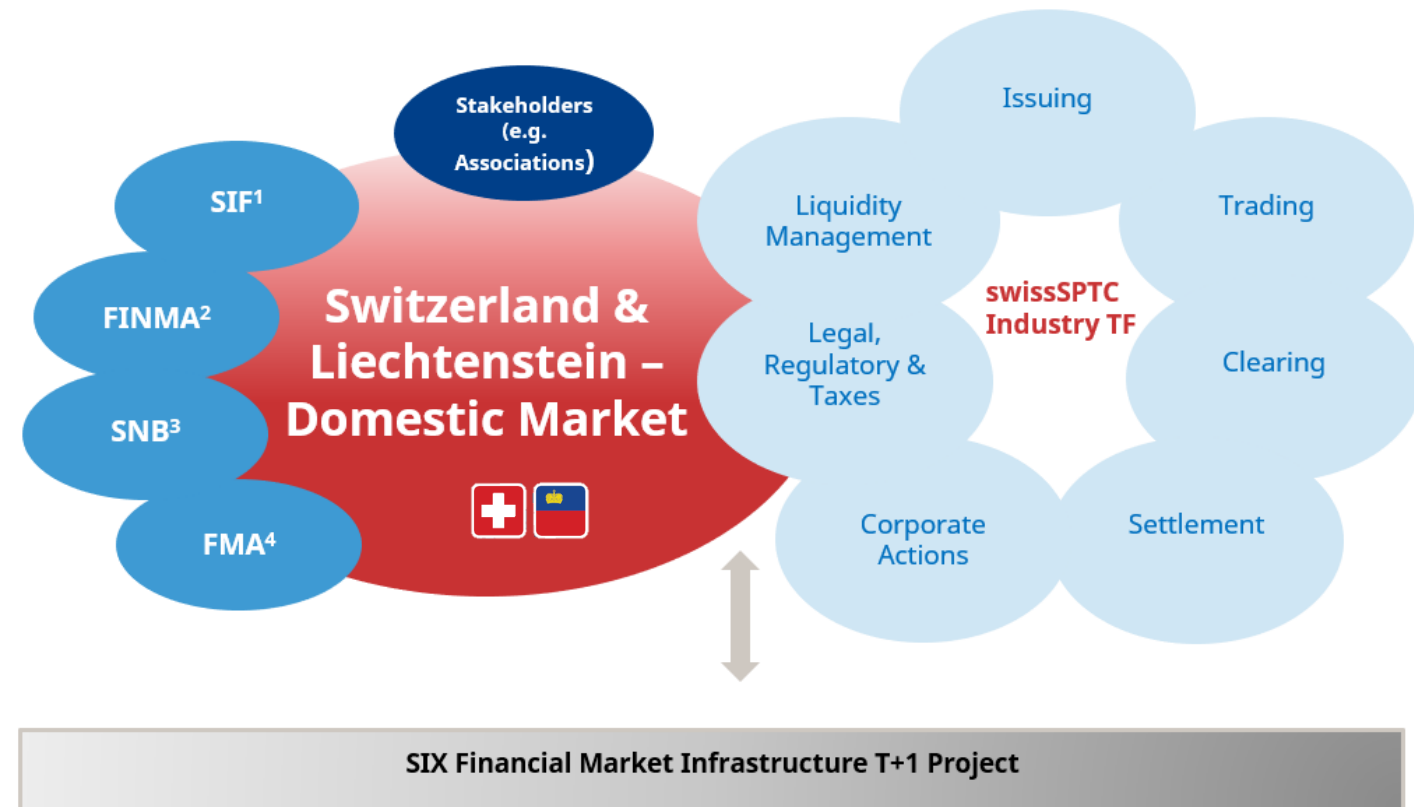 Stakeholders
(e.g.
Associations)
SIF¹
FINMA²
SNB³
FMA⁴
Switzerland &
Liechtenstein –
Domestic Market
Issuing
Liquidity
Management
Trading
swissSPTC
Industry TF
Legal,
Regulatory &
Taxes
Clearing
Corporate
Actions
Settlement
SIX Financial Market Infrastructure T+1 Project